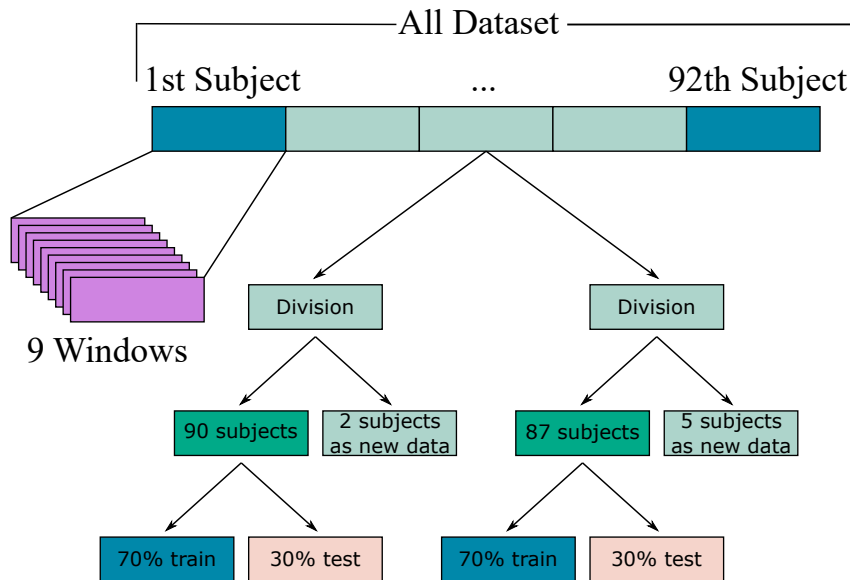 All Dataset
1st Subject
...
92th Subject
9 Windows
Division
Division
90 subjects
2 subjects
as new data
87 subjects
5 subjects
as new data
70% train
30% test
70% train
30% test